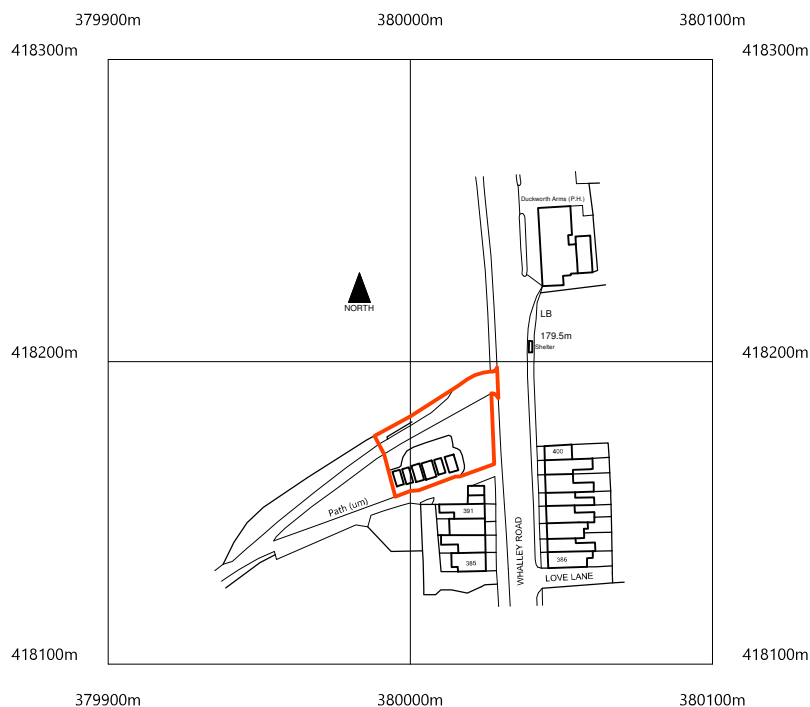 379900m 380000m 380100m
418300m 418300m
Duckworth Arms (P.H.)
NORTH
LB
179.5m
Shelter
418200m 418200m
400
Path (um)
391
WHALLEY ROAD
385
386
LOVE LANE
418100m 418100m
379900m 380000m 380100m